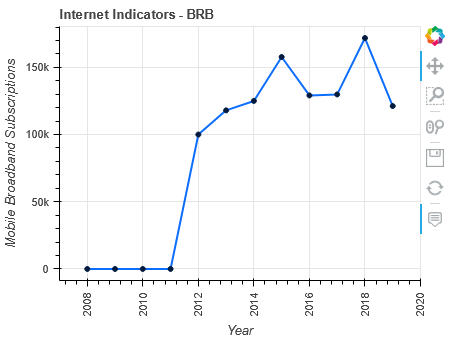 Internet Indicators - BRB
Mobile Broadband Subscriptions
150k
100k
50k
0
2008
2010
2012
2014
2016
2018
2020
Year